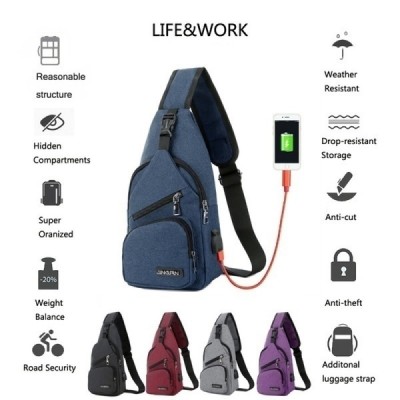 LIFE&WORK
Reasonable
structure
Hidden
Compartments
Super
Oranized
-20%
Weight
Balance
Road Security
Weather
Resistant
Drop-resistant
Storage
Anti-cut
Anti-theft
Additonal
luggage strap
JINGPIN